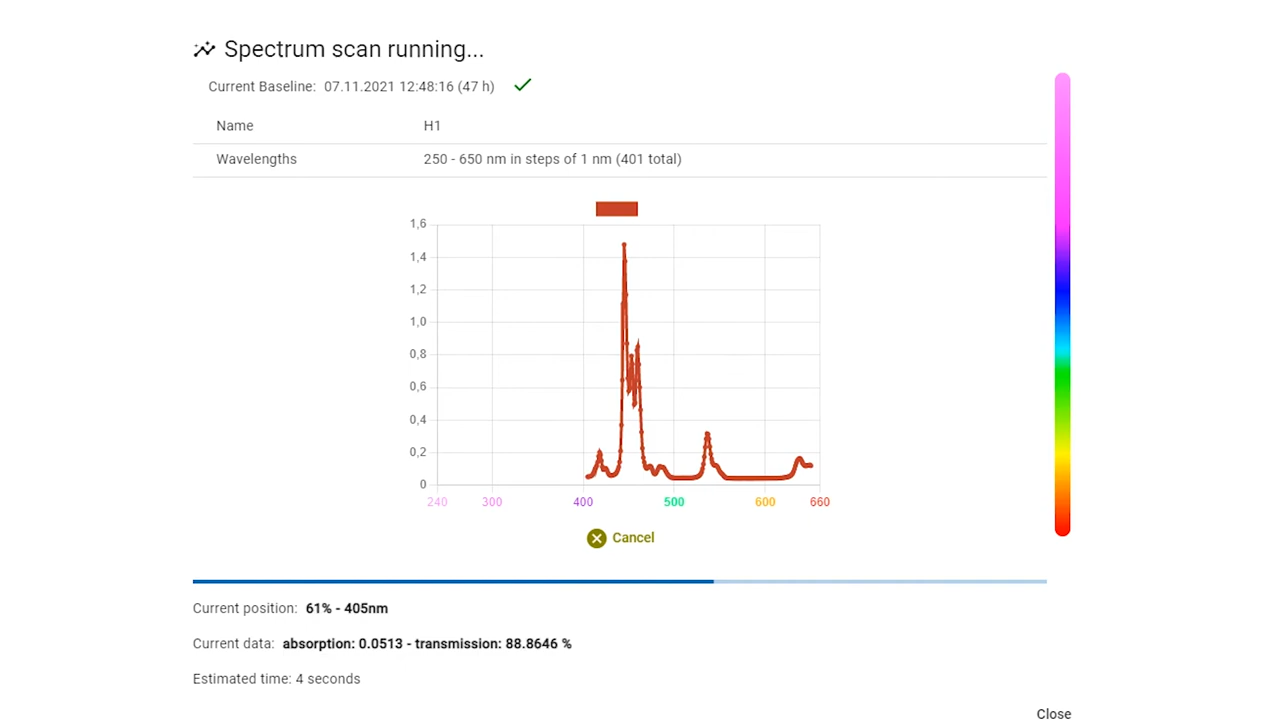 Spectrum scan running...
Current Baseline: 07.11.2021 12:48:16 (47 h)
Name H1
Wavelengths 250 - 650 nm in steps of 1 nm (401 total)
1,6
1,4
1,2
1,0
0,8
0,6
0,4
0,2
0
240 300 400 500 600 660
Cancel
Current position: 61% - 405nm
Current data: absorption: 0.0513 - transmission: 88.8646 %
Estimated time: 4 seconds
Close